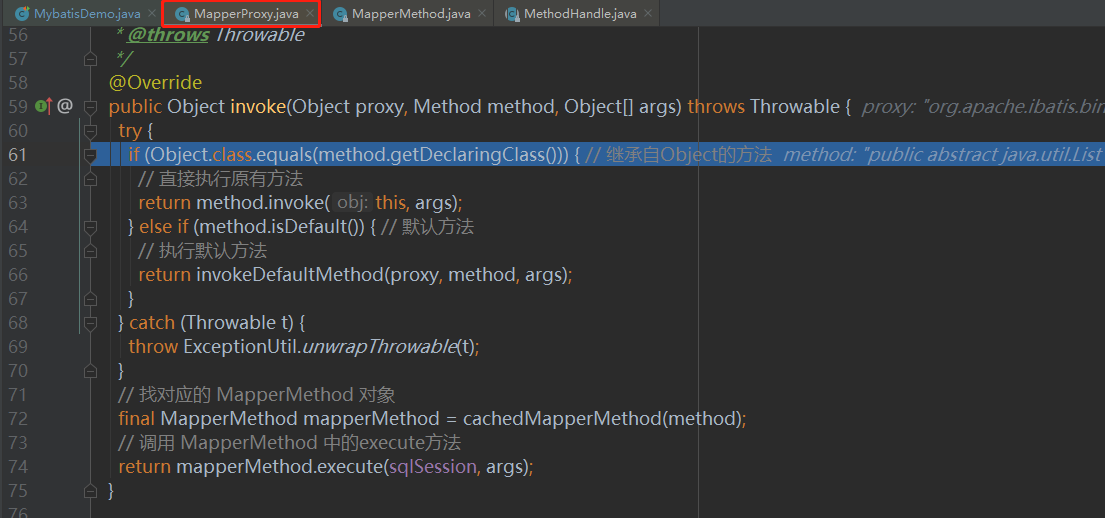 MybatisDemo.java × MapperProxy.java × MapperMethod.java × MethodHandle.java ×
56 * @throws Throwable
57 */
58 @Override
59 @ public Object invoke(Object proxy, Method method, Object[] args) throws Throwable { proxy: "org.apache.ibatis.bin
60 try {
61 if (Object.class.equals(method.getDeclaringClass())) { // 继承自Object的方法 method: "public abstract java.util.List
62 // 直接执行原有方法
63 return method.invoke( obj: this, args);
64 } else if (method.isDefault()) { // 默认方法
65 // 执行默认方法
66 return invokeDefaultMethod(proxy, method, args);
67 }
68 } catch (Throwable t) {
69 throw ExceptionUtil.unwrapThrowable(t);
70 }
71 // 找对应的 MapperMethod 对象
72 final MapperMethod mapperMethod = cachedMapperMethod(method);
73 // 调用 MapperMethod 中的execute方法
74 return mapperMethod.execute(sqlSession, args);
75 }
76